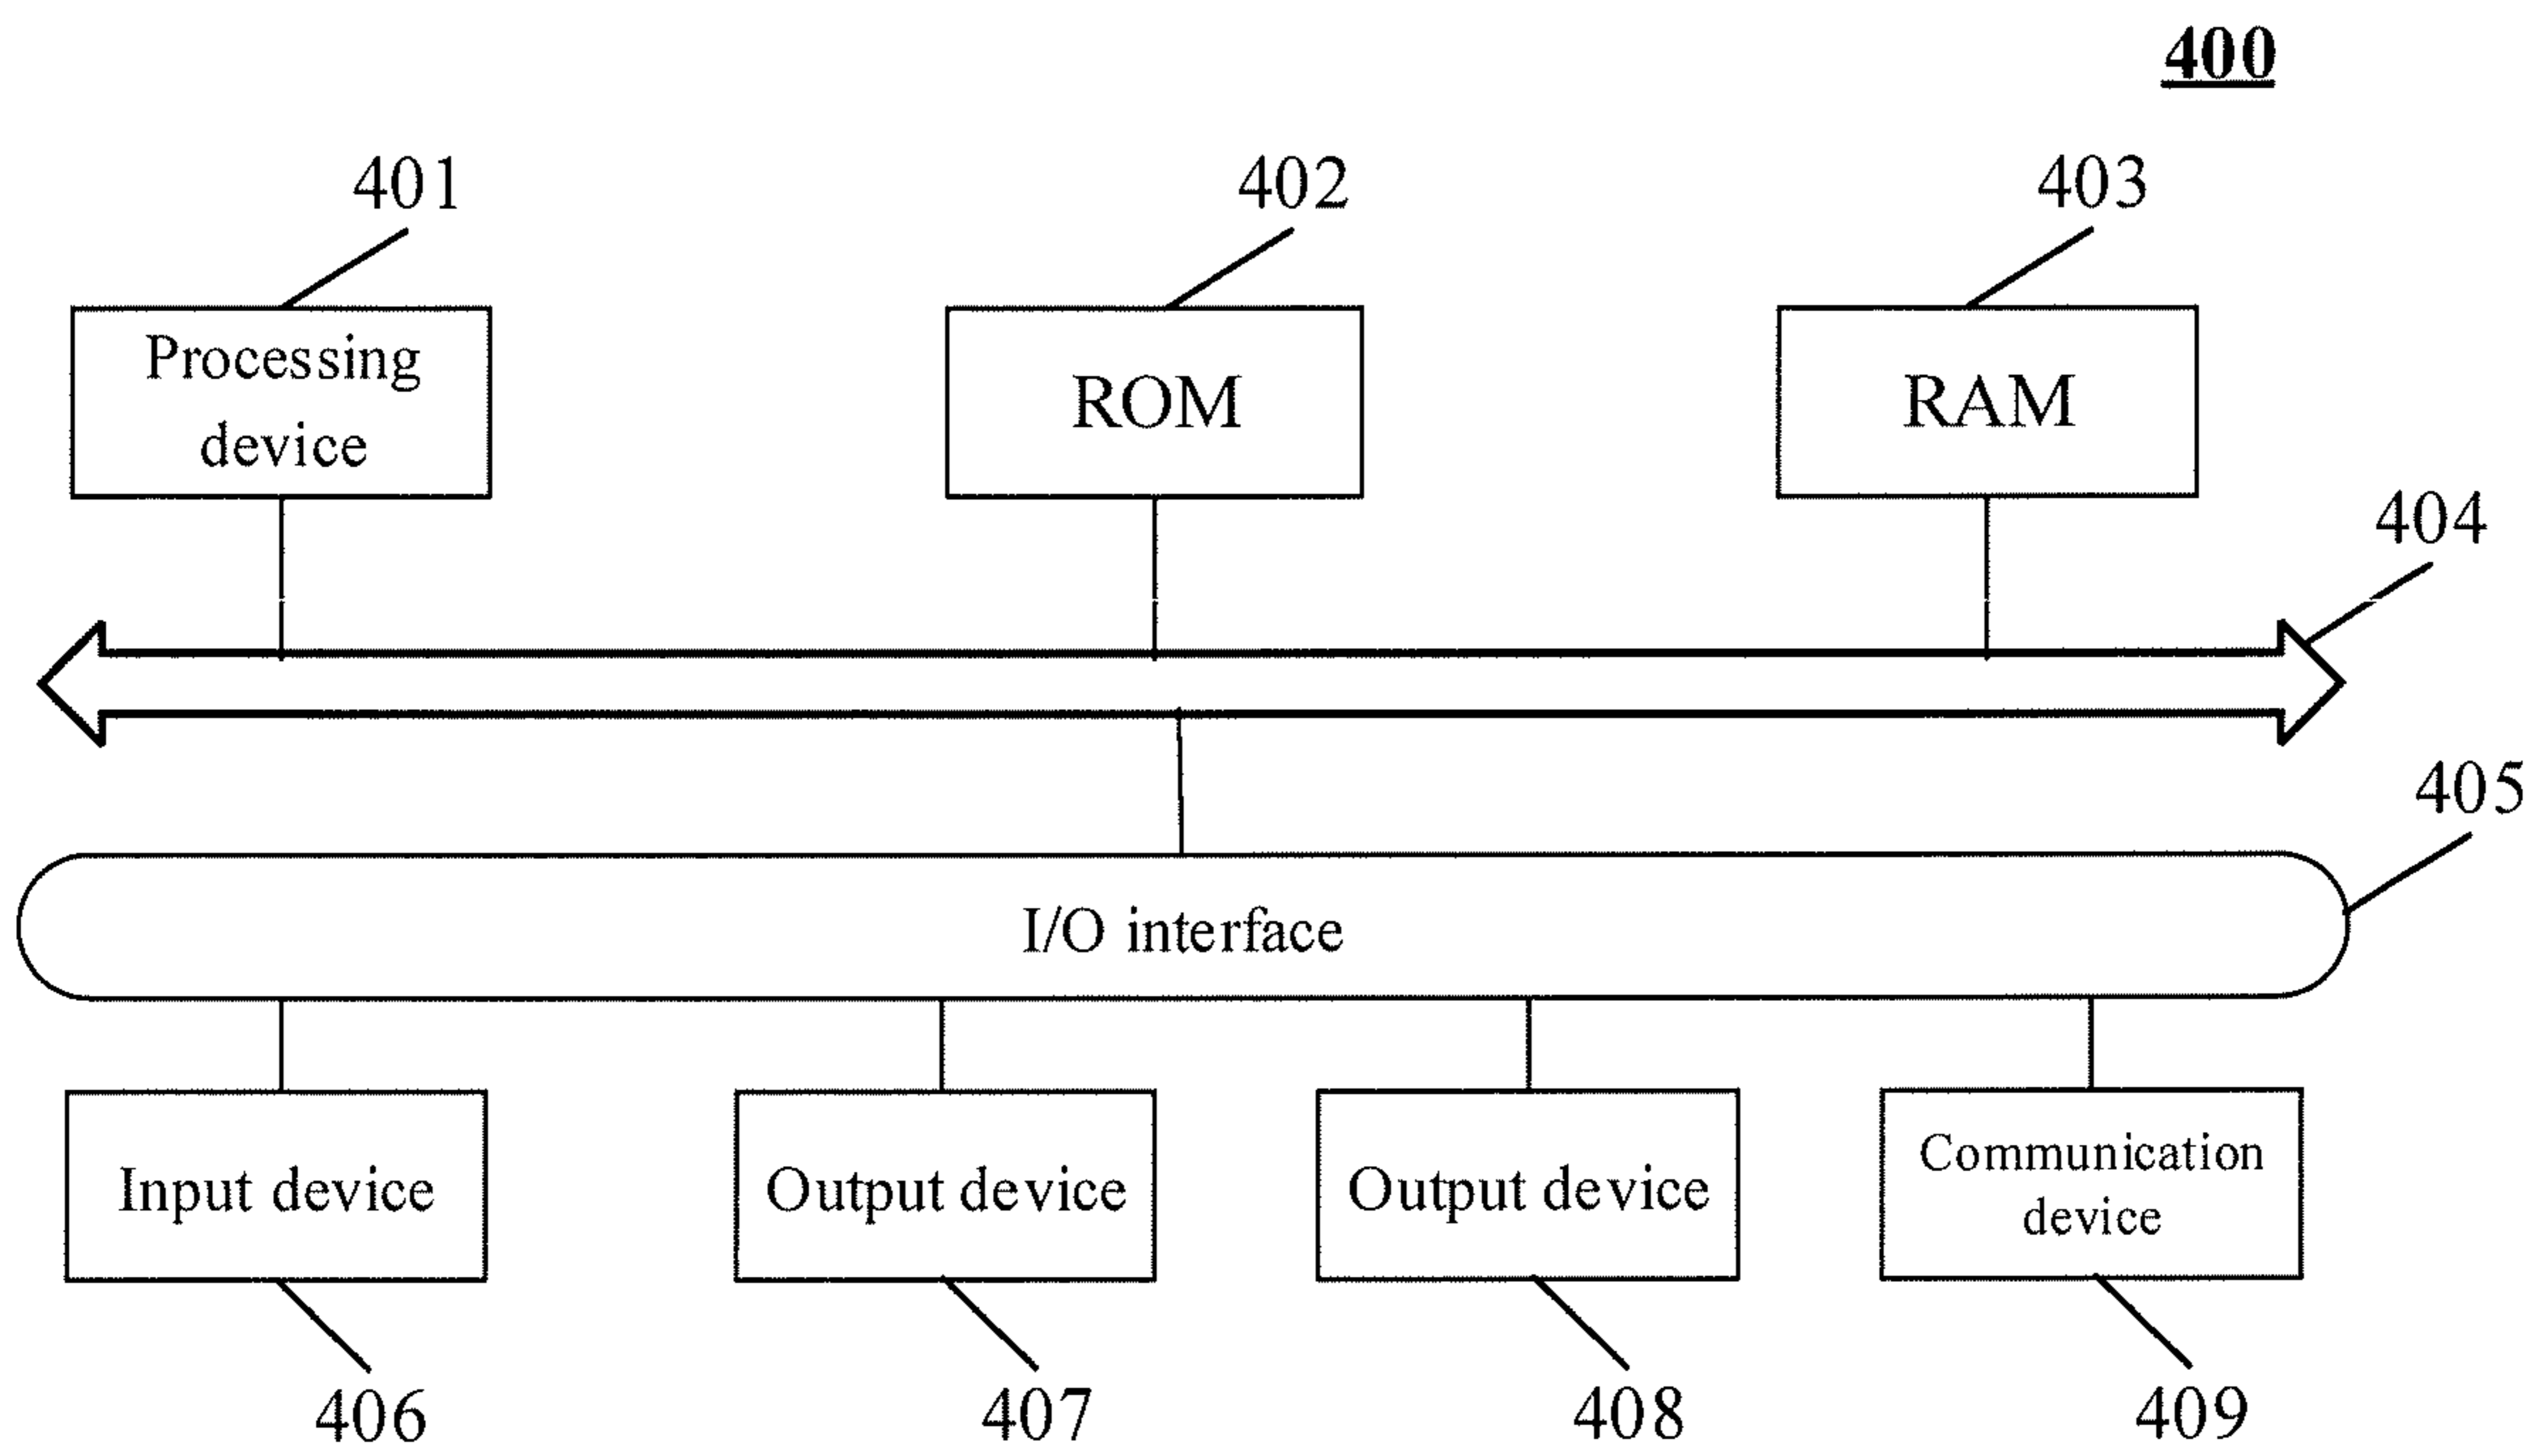 400
401
402
403
Processing
device
ROM
RAM
404
405
I/O interface
Input device
Output device
Output device
Communication
device
406
407
408
409